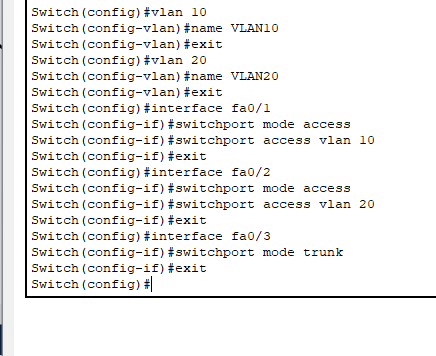 Switch(config)#vlan 10
Switch(config-vlan)#name VLAN10
Switch(config-vlan)#exit
Switch(config)#vlan 20
Switch(config-vlan)#name VLAN20
Switch(config-vlan)#exit
Switch(config)#interface fa0/1
Switch(config-if)#switchport mode access
Switch(config-if)#switchport access vlan 10
Switch(config-if)#exit
Switch(config)#interface fa0/2
Switch(config-if)#switchport mode access
Switch(config-if)#switchport access vlan 20
Switch(config-if)#exit
Switch(config)#interface fa0/3
Switch(config-if)#switchport mode trunk
Switch(config-if)#exit
Switch(config)#